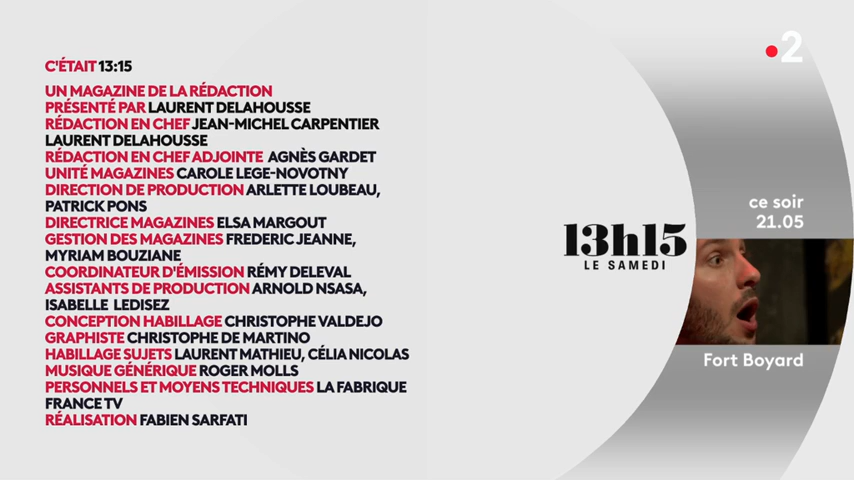 C'ÉTAIT 13:15
UN MAGAZINE DE LA RÉDACTION
PRÉSENTÉ PAR LAURENT DELAHOUSSE
RÉDACTION EN CHEF JEAN-MICHEL CARPENTIER
LAURENT DELAHOUSSE
RÉDACTION EN CHEF ADJOINTE AGNÈS GARDET
UNITÉ MAGAZINES CAROLE LEGE-NOVOTNY
DIRECTION DE PRODUCTION ARLETTE LOUBEAU,
PATRICK PONS
DIRECTRICE MAGAZINES ELSA MARGOUT
GESTION DES MAGAZINES FREDERIC JEANNE,
MYRIAM BOUZIANE
COORDINATEUR D'ÉMISSION RÉMY DELEVAL
ASSISTANTS DE PRODUCTION ARNOLD NSASA,
ISABELLE LEDISEZ
CONCEPTION HABILLAGE CHRISTOPHE VALDEJO
GRAPHISTE CHRISTOPHE DE MARTINO
HABILLAGE SUJETS LAURENT MATHIEU, CÉLIA NICOLAS
MUSIQUE GÉNÉRIQUE ROGER MOLLS
PERSONNELS ET MOYENS TECHNIQUES LA FABRIQUE
FRANCE TV
RÉALISATION FABIEN SARFATI
13h15
LE SAMEDI
2
ce soir
21.05
Fort Boyard